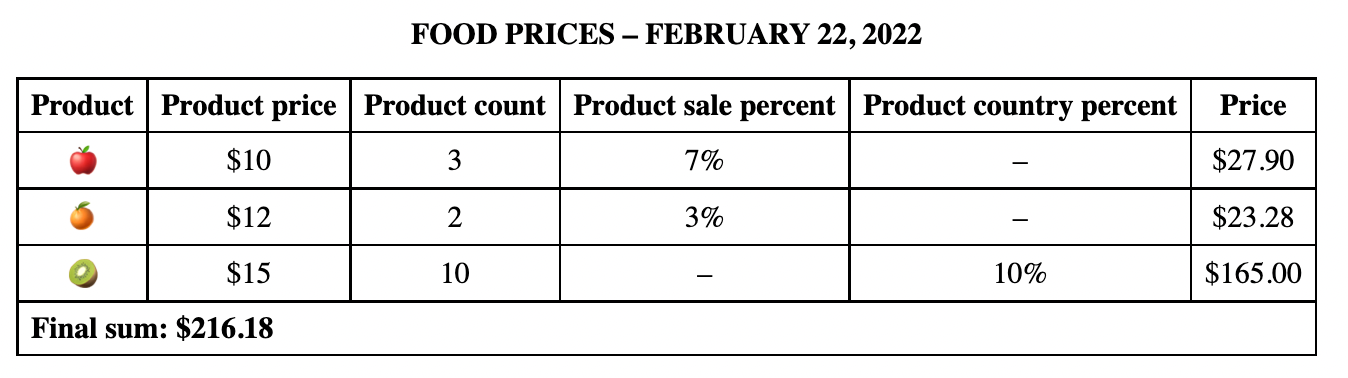 FOOD PRICES – FEBRUARY 22, 2022
Product Product price Product count Product sale percent Product country percent Price
🍎 $10 3 7% – $27.90
🍊 $12 2 3% – $23.28
🥝 $15 10 – 10% $165.00
Final sum: $216.18